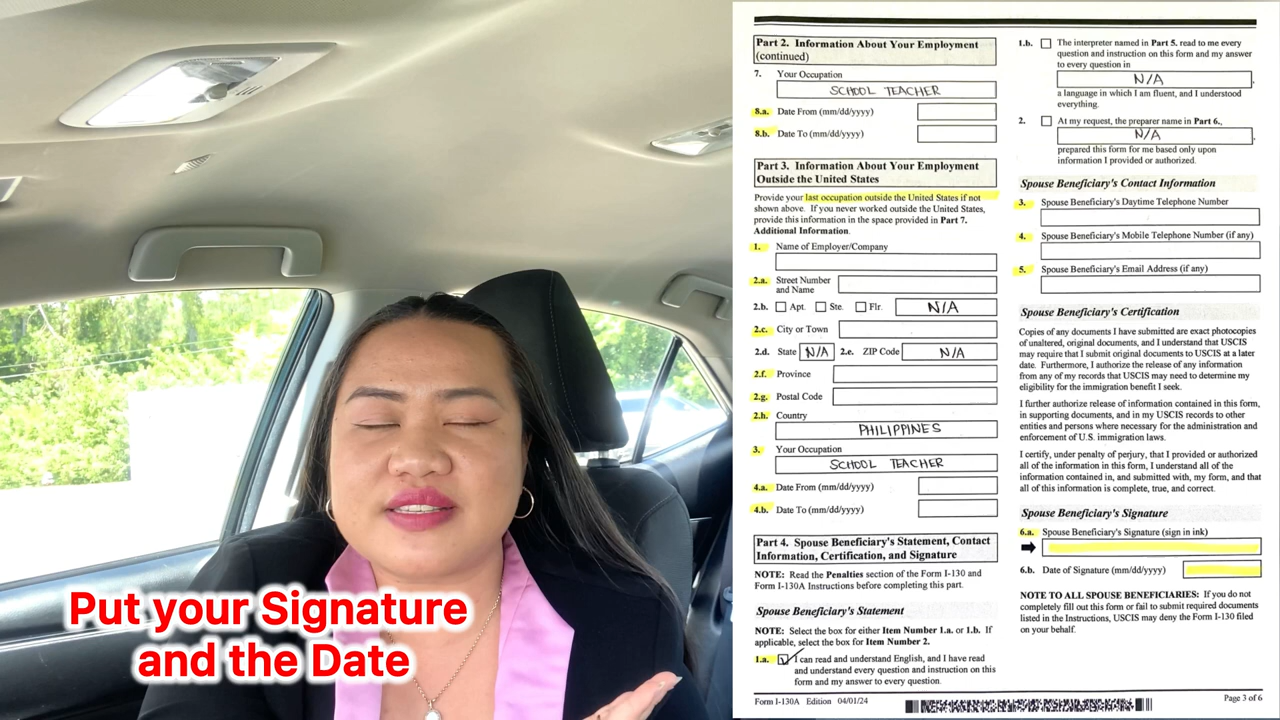 Put your Signature
and the Date
Part 2. Information About Your Employment
(continued)
7. Your Occupation
SCHOOL TEACHER
8.a. Date From (mm/dd/yyyy)
8.b. Date To (mm/dd/yyyy)
Part 3. Information About Your Employment
Outside the United States
Provide your last occupation outside the United States if not
shown above. If you never worked outside the United States,
provide this information in the space provided in Part 7.
Additional Information.
1. Name of Employer/Company
2.a. Street Number
and Name
2.b. Apt. Ste. Flr. N/A
2.c. City or Town
2.d. State N/A 2.e. ZIP Code N/A
2.f. Province
2.g. Postal Code
2.h. Country
PHILIPPINES
3. Your Occupation
SCHOOL TEACHER
4.a. Date From (mm/dd/yyyy)
4.b. Date To (mm/dd/yyyy)
Part 4. Spouse Beneficiary's Statement, Contact
Information, Certification, and Signature
NOTE: Read the Penalties section of the Form I-130 and
Form I-130A Instructions before completing this part.
Spouse Beneficiary's Statement
NOTE: Select the box for either Item Number 1.a. or 1.b. If
applicable, select the box for Item Number 2.
1.a. I can read and understand English, and I have read
and understand every question and instruction on this
form and my answer to every question.
1.b. The interpreter named in Part 5. read to me every
question and instruction on this form and my answer
to every question in
N/A
a language in which I am fluent, and I understood
everything.
2. At my request, the preparer name in Part 6.,
N/A
prepared this form for me based only upon
information I provided or authorized.
Spouse Beneficiary's Contact Information
3. Spouse Beneficiary's Daytime Telephone Number
4. Spouse Beneficiary's Mobile Telephone Number (if any)
5. Spouse Beneficiary's Email Address (if any)
Spouse Beneficiary's Certification
Copies of any documents I have submitted are exact photocopies
of unaltered, original documents, and I understand that USCIS
may require that I submit original documents to USCIS at a later
date. Furthermore, I authorize the release of any information
from any of my records that USCIS may need to determine my
eligibility for the immigration benefit I seek.
I further authorize release of information contained in this form,
in supporting documents, and in my USCIS records to other
entities and persons where necessary for the administration and
enforcement of U.S. immigration laws.
I certify, under penalty of perjury, that I provided or authorized
all of the information in this form, I understand all of the
information contained in, and submitted with, my form, and that
all of this information is complete, true, and correct.
Spouse Beneficiary's Signature
6.a. Spouse Beneficiary's Signature (sign in ink)
6.b. Date of Signature (mm/dd/yyyy)
NOTE TO ALL SPOUSE BENEFICIARIES: If you do not
completely fill out this form or fail to submit required documents
listed in the Instructions, USCIS may deny the Form I-130 filed
on your behalf.
Form I-130A Edition 04/01/24
Page 3 of 6